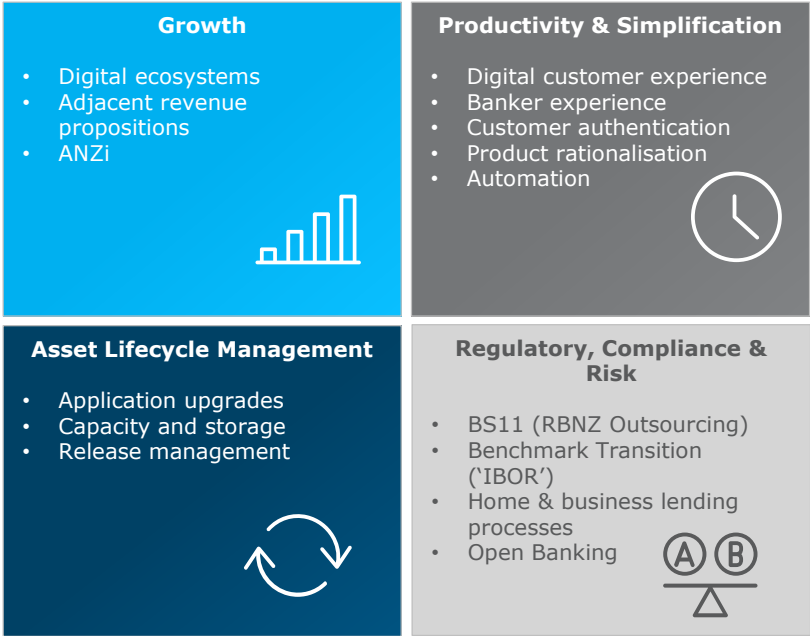 Growth
• Digital ecosystems
• Adjacent revenue
propositions
• ANZi
Productivity & Simplification
• Digital customer experience
• Banker experience
• Customer authentication
• Product rationalisation
• Automation
Asset Lifecycle Management
• Application upgrades
• Capacity and storage
• Release management
Regulatory, Compliance &
Risk
• BS11 (RBNZ Outsourcing)
• Benchmark Transition
(‘IBOR’)
• Home & business lending
processes
• Open Banking
A B